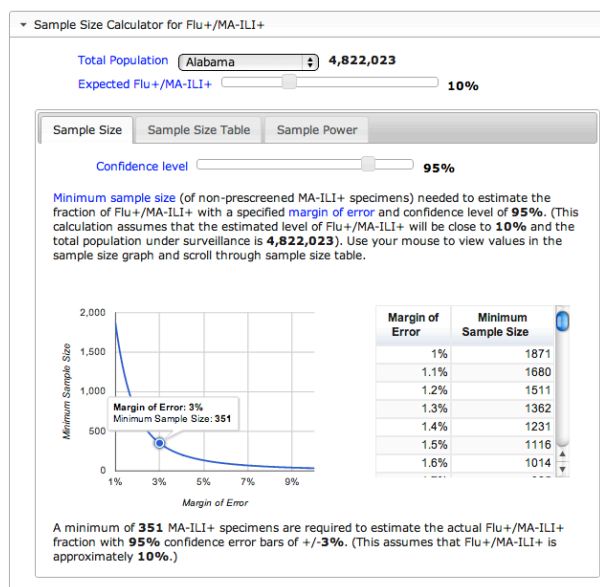 Sample Size Calculator for Flu+/MA-ILI+
Total Population Alabama 4,822,023
Expected Flu+/MA-ILI+ 10%
Sample Size Sample Size Table Sample Power
Confidence level 95%
Minimum sample size (of non-prescreened MA-ILI+ specimens) needed to estimate the
fraction of Flu+/MA-ILI+ with a specified margin of error and confidence level of 95%. (This
calculation assumes that the estimated level of Flu+/MA-ILI+ will be close to 10% and the
total population under surveillance is 4,822,023). Use your mouse to view values in the
sample size graph and scroll through sample size table.
2,000
1,500
1,000
500
0
Minimum Sample Size
Margin of Error: 3%
Minimum Sample Size: 351
1% 3% 5% 7% 9%
Margin of Error
Margin of Error Minimum Sample Size
1% 1871
1.1% 1680
1.2% 1511
1.3% 1362
1.4% 1231
1.5% 1116
1.6% 1014
A minimum of 351 MA-ILI+ specimens are required to estimate the actual Flu+/MA-ILI+
fraction with 95% confidence error bars of +/-3%. (This assumes that Flu+/MA-ILI+ is
approximately 10%.)